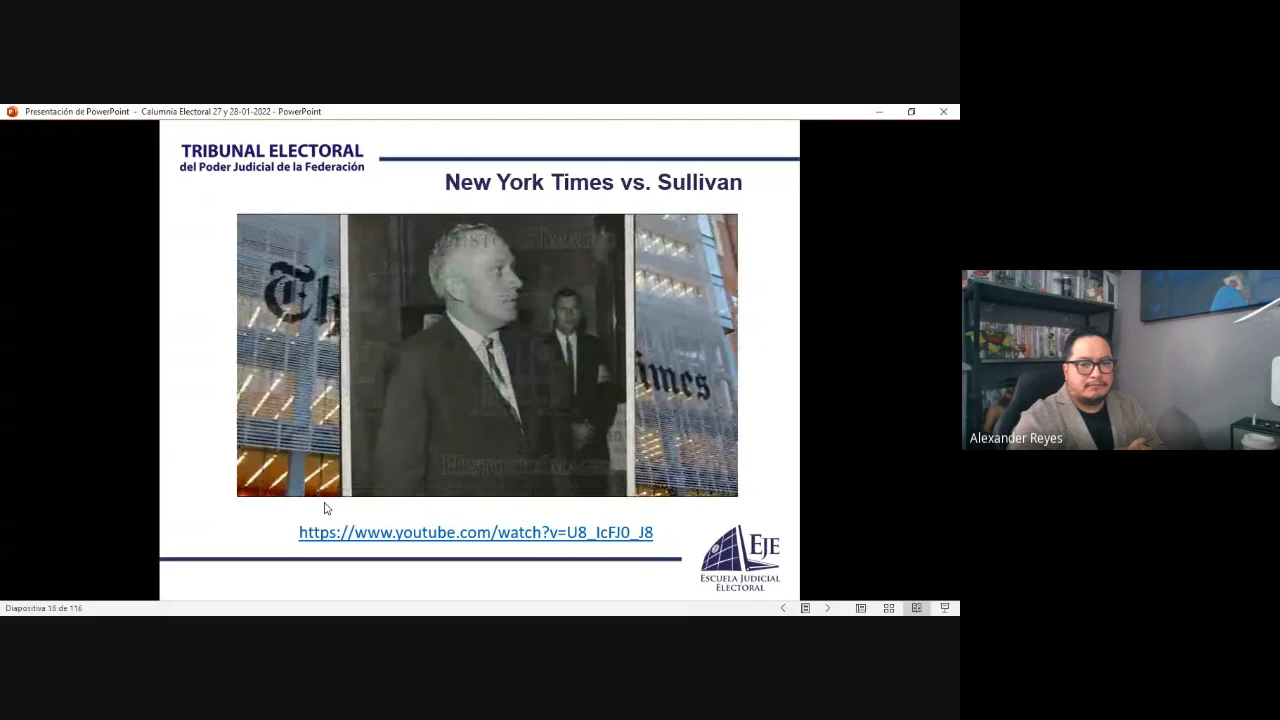 Presentación de PowerPoint - Calumnia Electoral 27 y 28-01-2022 - PowerPoint
TRIBUNAL ELECTORAL
del Poder Judicial de la Federación
New York Times vs. Sullivan
Times
https://www.youtube.com/watch?v=U8_IcFJ0_J8
EJE
ESCUELA JUDICIAL
ELECTORAL
Diapositiva 16 de 116
Alexander Reyes